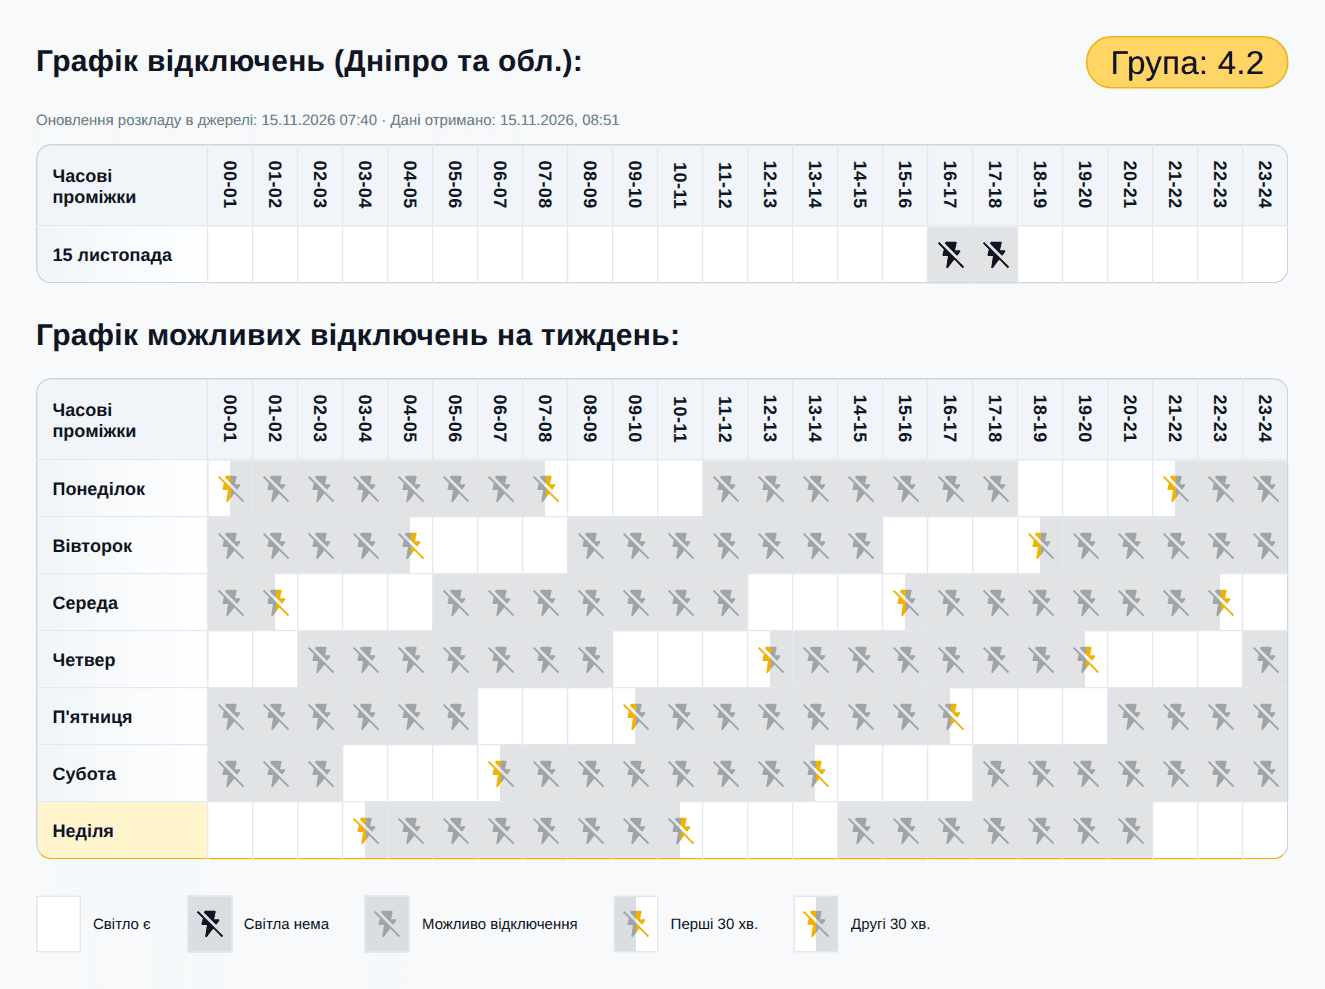 Графік відключень (Дніпро та обл.):
Група: 4.2
Оновлення розкладу в джерелі: 15.11.2026 07:40 · Дані отримано: 15.11.2026, 08:51
Часові
проміжки
00-01 01-02 02-03 03-04 04-05 05-06 06-07 07-08 08-09 09-10 10-11 11-12 12-13 13-14 14-15 15-16 16-17 17-18 18-19 19-20 20-21 21-22 22-23 23-24
15 листопада
Графік можливих відключень на тиждень:
Часові
проміжки
00-01 01-02 02-03 03-04 04-05 05-06 06-07 07-08 08-09 09-10 10-11 11-12 12-13 13-14 14-15 15-16 16-17 17-18 18-19 19-20 20-21 21-22 22-23 23-24
Понеділок
Вівторок
Середа
Четвер
П'ятниця
Субота
Неділя
Світло є
Світла нема
Можливо відключення
Перші 30 хв.
Другі 30 хв.